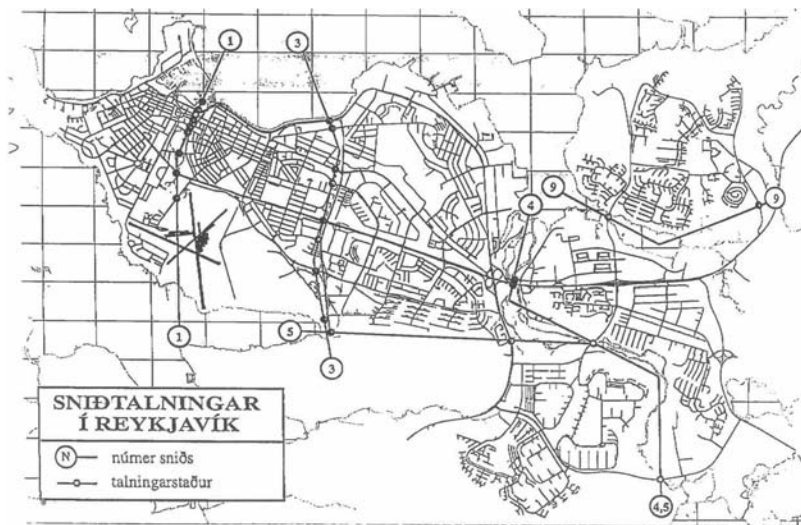 1
3
9
4
9
5
1
3
4,5
SNIÐTALNINGAR
Í REYKJAVÍK
N númer sniðs
talningarstaður